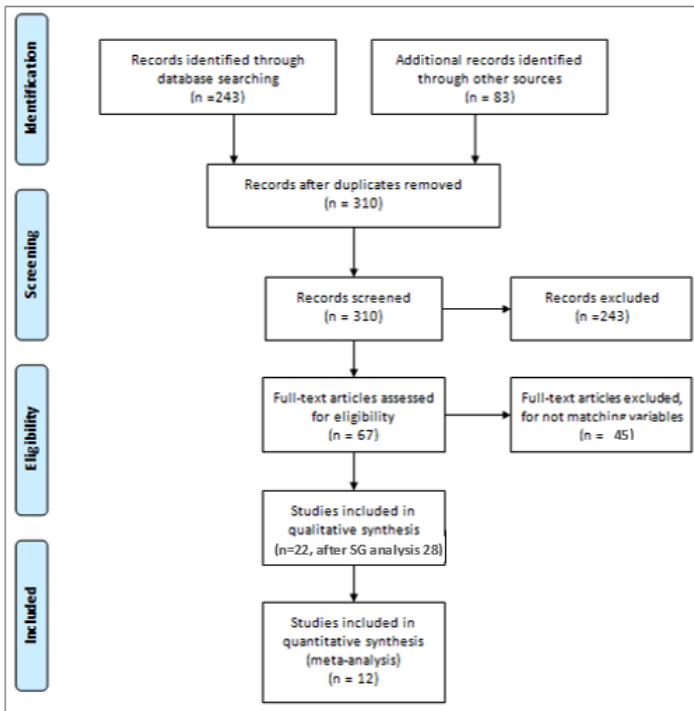 Identification
Records identified through
database searching
(n =243)
Additional records identified
through other sources
(n = 83)
Records after duplicates removed
(n = 310)
Screening
Records screened
(n = 310)
Records excluded
(n =243)
Eligibility
Full-text articles assessed
for eligibility
(n = 67)
Full-text articles excluded,
for not matching variables
(n = 45)
Studies included in
qualitative synthesis
(n=22, after SG analysis 28)
Included
Studies included in
quantitative synthesis
(meta-analysis)
n = 12)